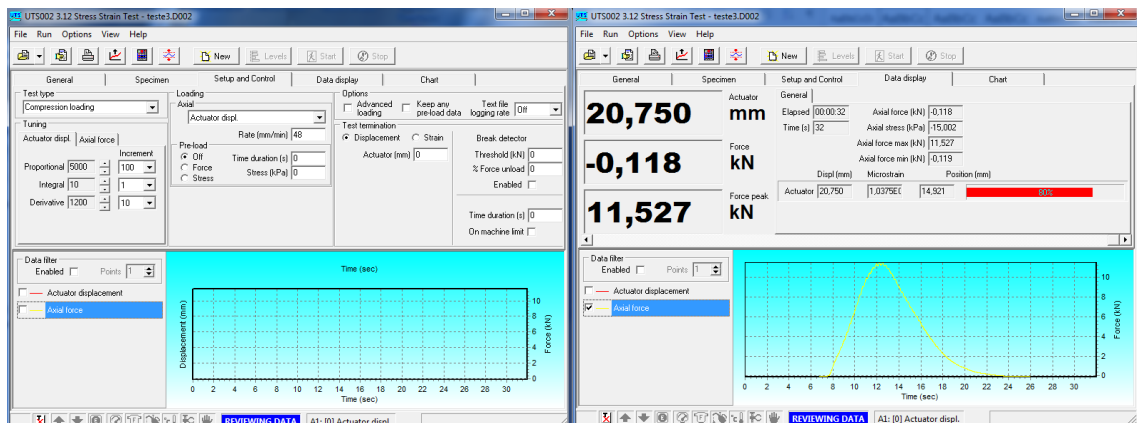 UTS002 3.12 Stress Strain Test - teste3.D002
File Run Options View Help
New Levels Start Stop
General Specimen Setup and Control Data display Chart
Test type
Compression loading
Tuning
Actuator displ. Axial force
Increment
Proportional 5000 100
Integral 10 1
Derivative 1200 10
Loading
Axial
Actuator displ.
Rate (mm/min) 48
Pre-load
Off Time duration (s) 0
Force Stress (kPa) 0
Stress
Options
Advanced loading Keep any pre-load data Text file logging rate Off
Test termination
Displacement Strain Break detector
Actuator (mm) 0 Threshold (kN) 0
% Force unload 0
Enabled
Time duration (s) 0
On machine limit
Data filter
Enabled Points 1
Actuator displacement
Axial force
Time (sec)
Displacement (mm)
10
8
6
4
2
0
Force (kN)
0 2 4 6 8 10 12 14 16 18 20 22 24 26 28 30
Time (sec)
REVIEWING DATA A1: [0] Actuator displ.
UTS002 3.12 Stress Strain Test - teste3.D002
File Run Options View Help
New Levels Start Stop
General Specimen Setup and Control Data display Chart
20,750 Actuator mm
-0,118 Force kN
11,527 Force peak kN
General
Elapsed 00:00:32 Axial force (kN) -0,118
Time (s) 32 Axial stress (kPa) -15,002
Axial force max (kN) 11,527
Axial force min (kN) -0,119
Displ (mm) Microstrain Position (mm)
Actuator 20,750 1,0375E( 14,921 80%
Data filter
Enabled Points 1
Actuator displacement
Axial force
10
8
6
4
2
0
Force (kN)
0 2 4 6 8 10 12 14 16 18 20 22 24 26 28 30
Time (sec)
REVIEWING DATA A1: [0] Actuator displ.